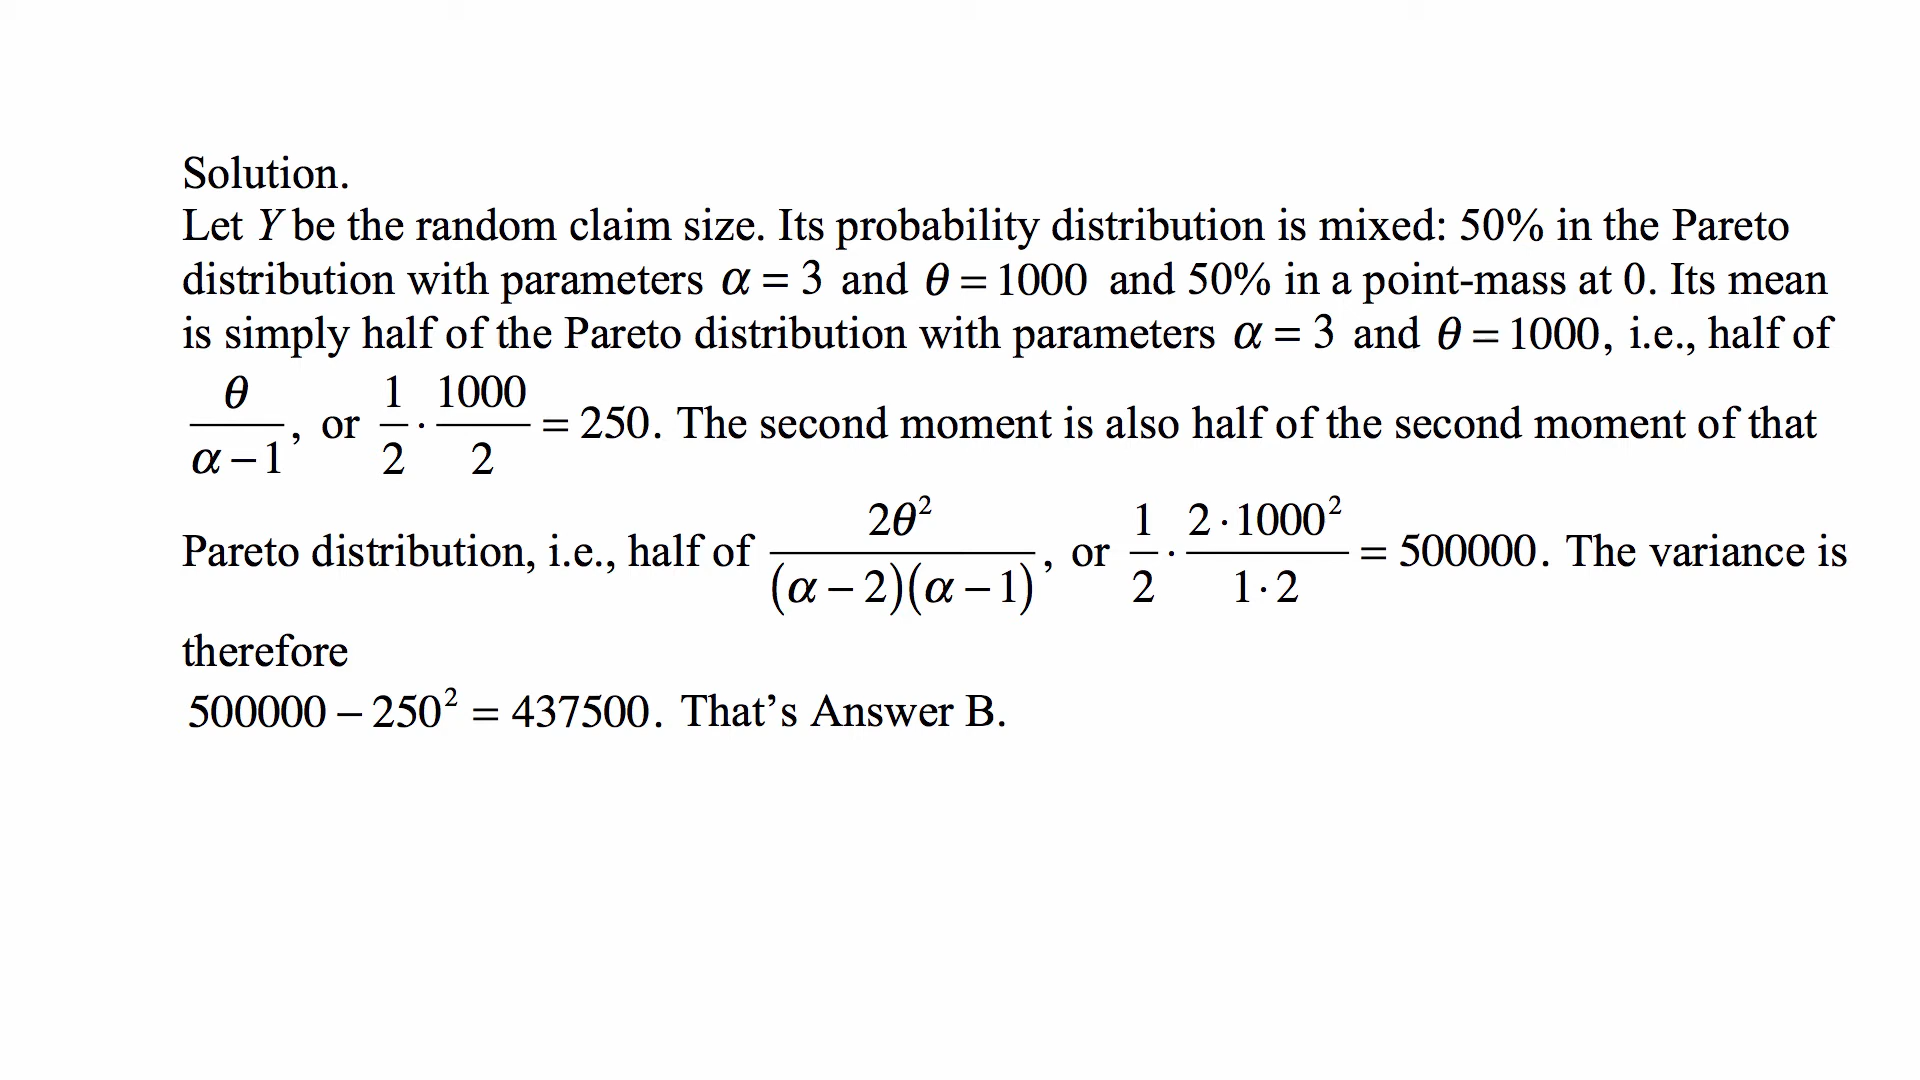 Solution.
Let Y be the random claim size. Its probability distribution is mixed: 50% in the Pareto
distribution with parameters α = 3 and θ = 1000 and 50% in a point-mass at 0. Its mean
is simply half of the Pareto distribution with parameters α = 3 and θ = 1000, i.e., half of
θ/(α − 1), or 1/2 · 1000/2 = 250. The second moment is also half of the second moment of that
Pareto distribution, i.e., half of 2θ²/((α − 2)(α − 1)), or 1/2 · (2 · 1000²)/(1 · 2) = 500000. The variance is
therefore
500000 − 250² = 437500. That’s Answer B.